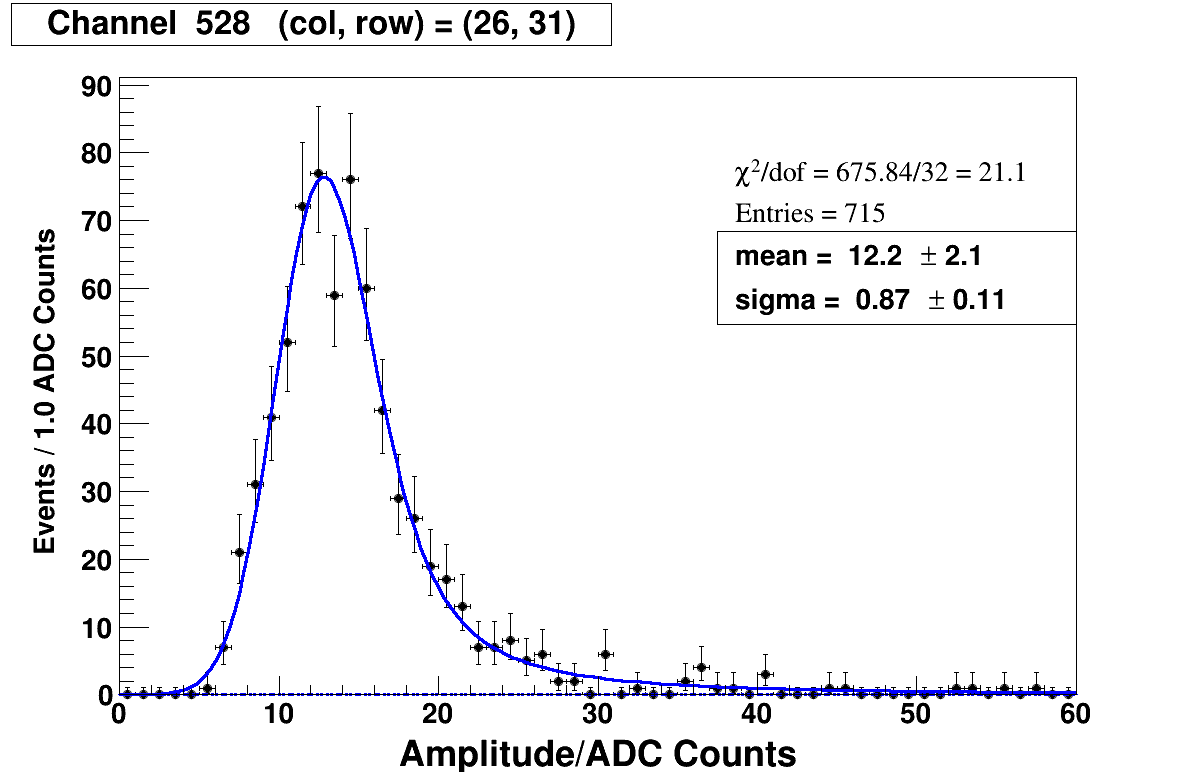 Channel 528 (col, row) = (26, 31)
Events / 1.0 ADC Counts
90
80
70
60
50
40
30
20
10
0
χ²/dof = 675.84/32 = 21.1
Entries = 715
mean = 12.2 ± 2.1
sigma = 0.87 ± 0.11
0 10 20 30 40 50 60
Amplitude/ADC Counts